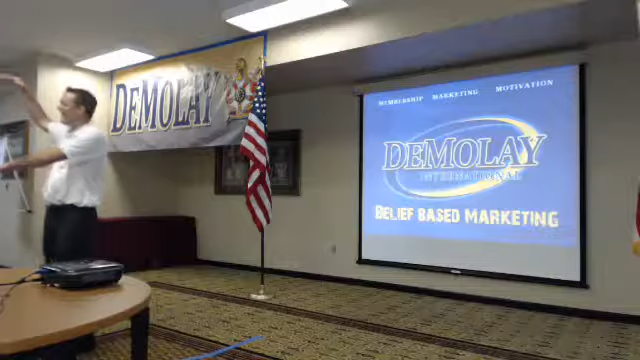 DEMOLAY
MEMBERSHIP MARKETING MOTIVATION
DEMOLAY
INTERNATIONAL
BELIEF BASED MARKETING